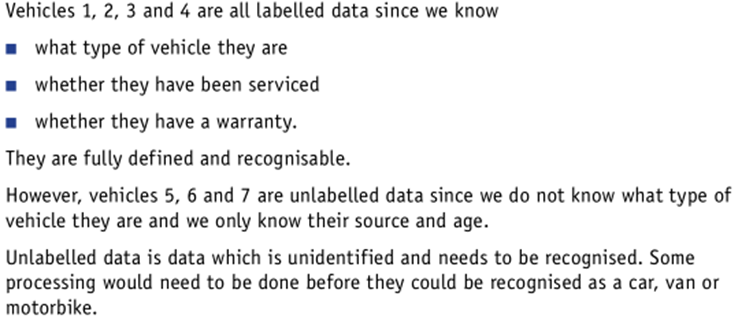 Vehicles 1, 2, 3 and 4 are all labelled data since we know
■ what type of vehicle they are
■ whether they have been serviced
■ whether they have a warranty.
They are fully defined and recognisable.
However, vehicles 5, 6 and 7 are unlabelled data since we do not know what type of
vehicle they are and we only know their source and age.
Unlabelled data is data which is unidentified and needs to be recognised. Some
processing would need to be done before they could be recognised as a car, van or
motorbike.